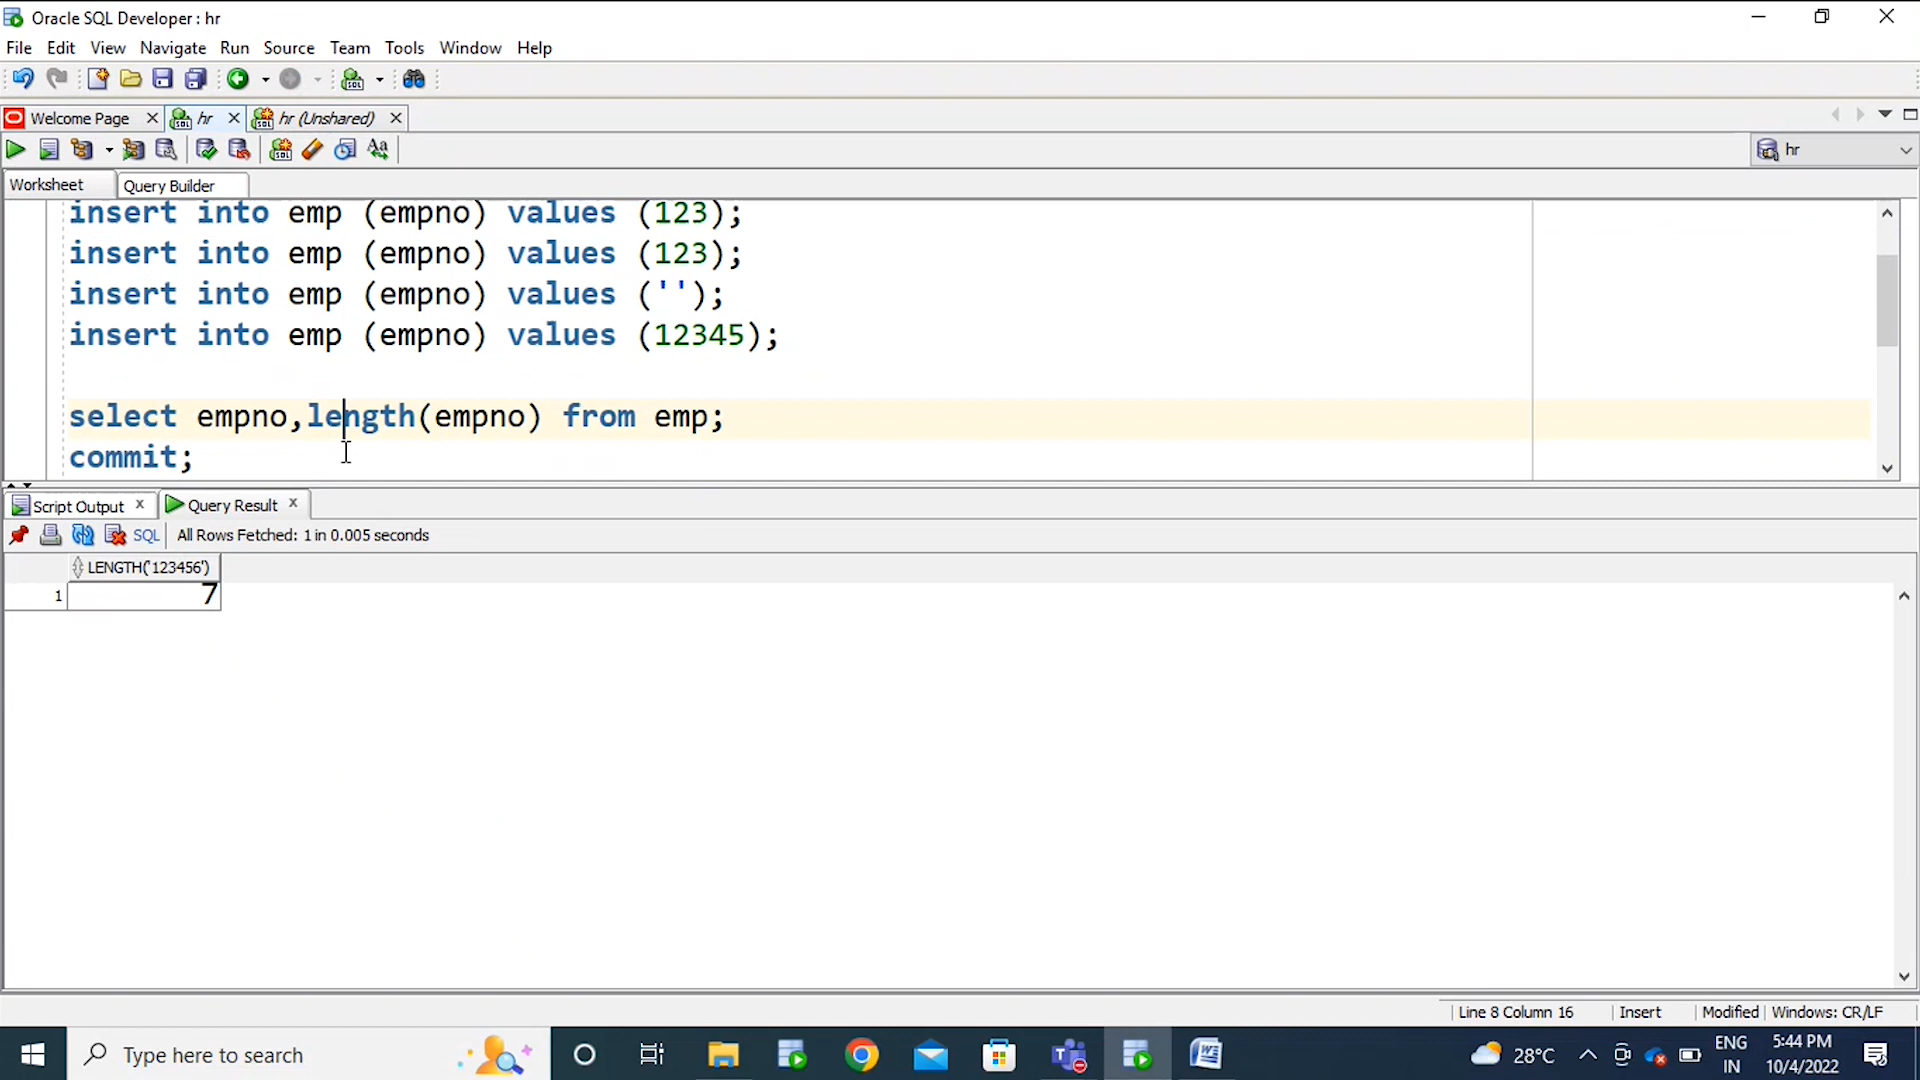 Oracle SQL Developer : hr
File Edit View Navigate Run Source Team Tools Window Help
Welcome Page hr hr (Unshared)
hr
Worksheet Query Builder
insert into emp (empno) values (123);
insert into emp (empno) values (123);
insert into emp (empno) values ('');
insert into emp (empno) values (12345);
select empno,length(empno) from emp;
commit;
Script Output Query Result
SQL All Rows Fetched: 1 in 0.005 seconds
LENGTH('123456')
1 7
Line 8 Column 16 Insert Modified Windows: CR/LF
Type here to search 28°C ENG IN 5:44 PM 10/4/2022